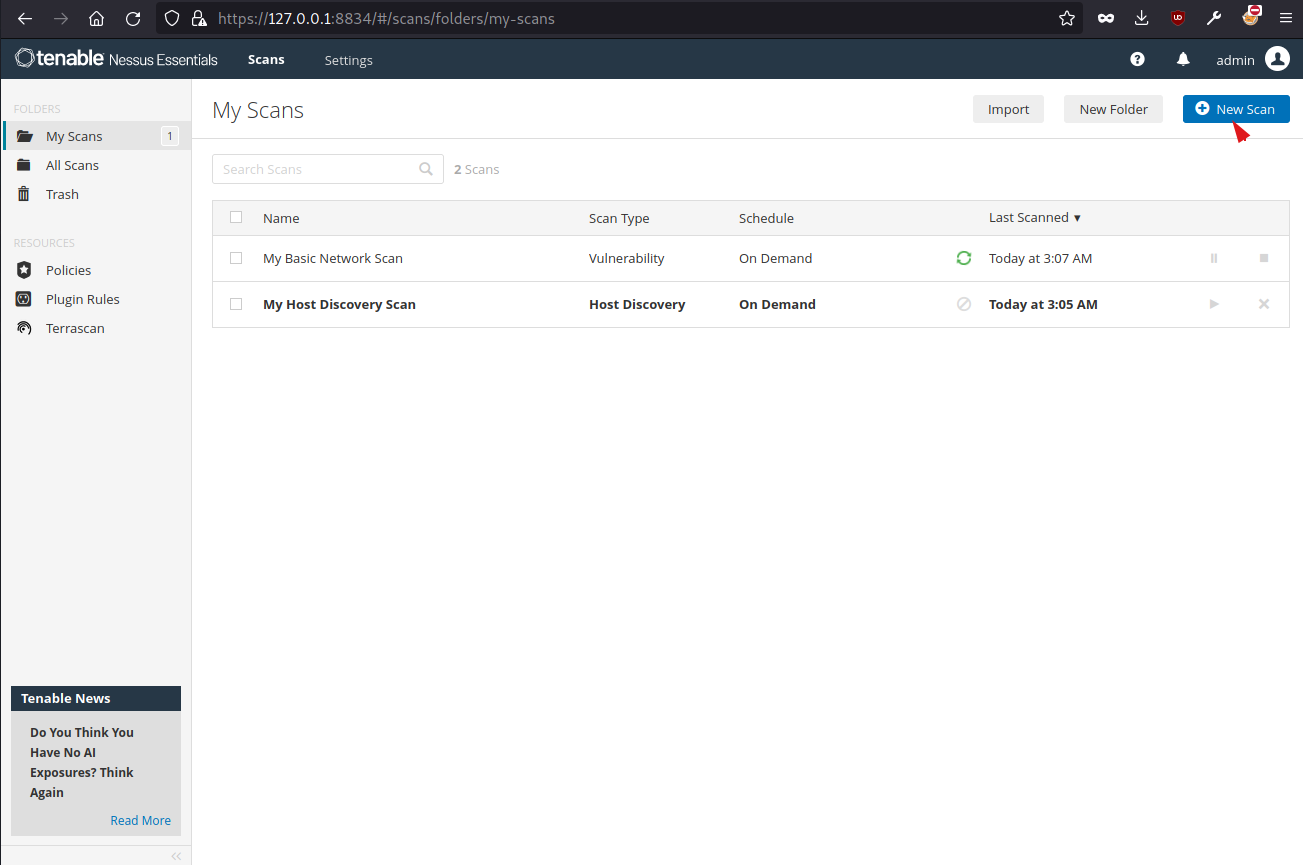 https://127.0.0.1:8834/#/scans/folders/my-scans
tenable Nessus Essentials Scans Settings admin
FOLDERS
My Scans 1
All Scans
Trash
RESOURCES
Policies
Plugin Rules
Terrascan
Tenable News
Do You Think You
Have No AI
Exposures? Think
Again
Read More
My Scans Import New Folder New Scan
Search Scans 2 Scans
Name Scan Type Schedule Last Scanned ▼
My Basic Network Scan Vulnerability On Demand Today at 3:07 AM
My Host Discovery Scan Host Discovery On Demand Today at 3:05 AM